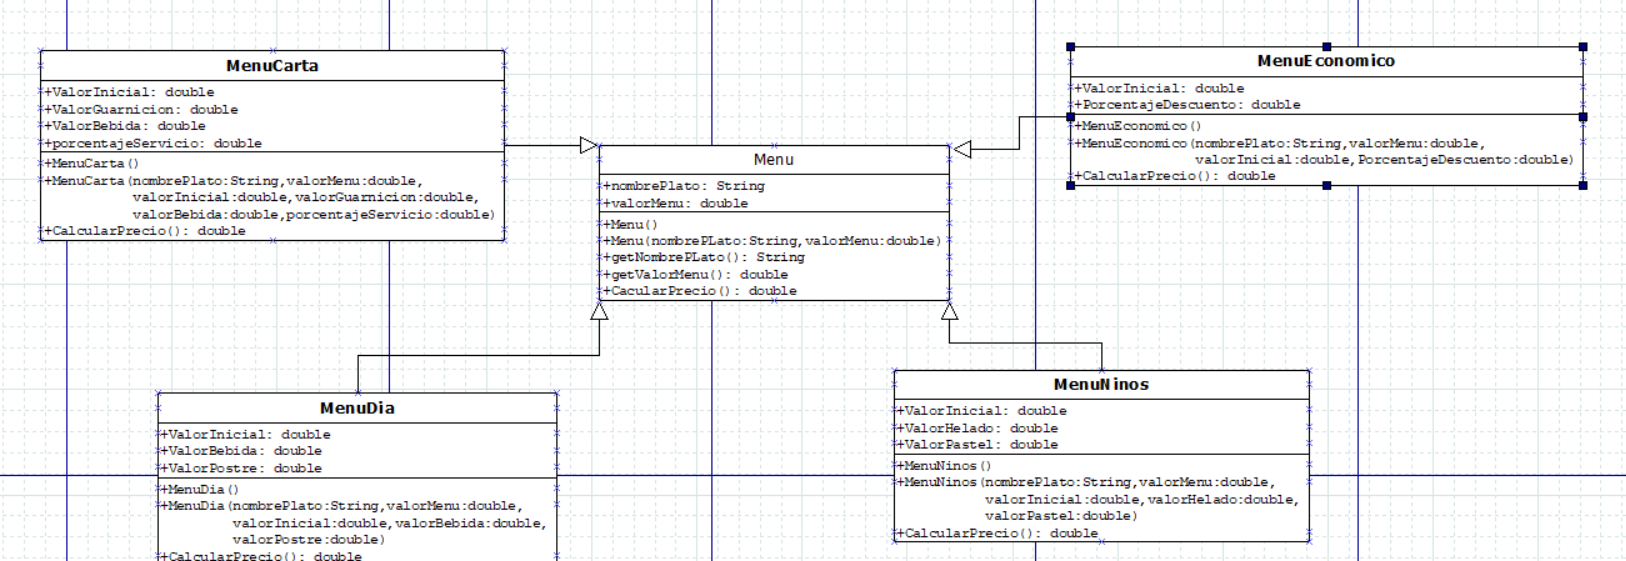 MenuCarta
+ValorInicial: double
+ValorGuarnicion: double
+ValorBebida: double
+porcentajeServicio: double
+MenuCarta()
+MenuCarta(nombrePlato:String,valorMenu:double,
valorInicial:double,valorGuarnicion:double,
valorBebida:double,porcentajeServicio:double)
+CalcularPrecio(): double
Menu
+nombrePlato: String
+valorMenu: double
+Menu()
+Menu(nombrePLato:String,valorMenu:double)
+getNombrePLato(): String
+getValorMenu(): double
+CacularPrecio(): double
MenuEconomico
+ValorInicial: double
+PorcentajeDescuento: double
+MenuEconomico()
+MenuEconomico(nombrePlato:String,valorMenu:double,
valorInicial:double,PorcentajeDescuento:double)
+CalcularPrecio(): double
MenuDia
+ValorInicial: double
+ValorBebida: double
+ValorPostre: double
+MenuDia()
+MenuDia(nombrePlato:String,valorMenu:double,
valorInicial:double,valorBebida:double,
valorPostre:double)
+CalcularPrecio(): double
MenuNinos
+ValorInicial: double
+ValorHelado: double
+ValorPastel: double
+MenuNinos()
+MenuNinos(nombrePlato:String,valorMenu:double,
valorInicial:double,valorHelado:double,
valorPastel:double)
+CalcularPrecio(): double